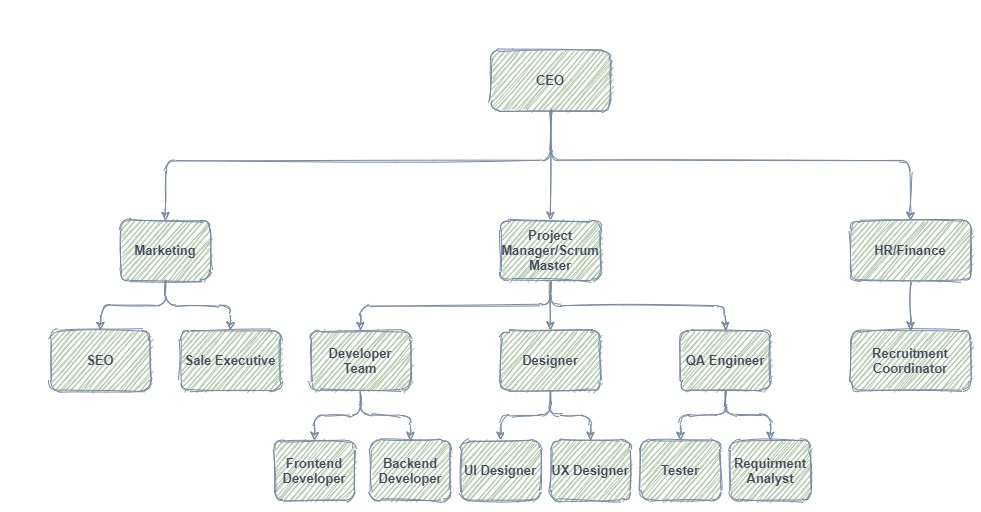 CEO
Marketing
Project
Manager/Scrum
Master
HR/Finance
SEO
Sale Executive
Developer
Team
Designer
QA Engineer
Recruitment
Coordinator
Frontend
Developer
Backend
Developer
UI Designer
UX Designer
Tester
Requirment
Analyst